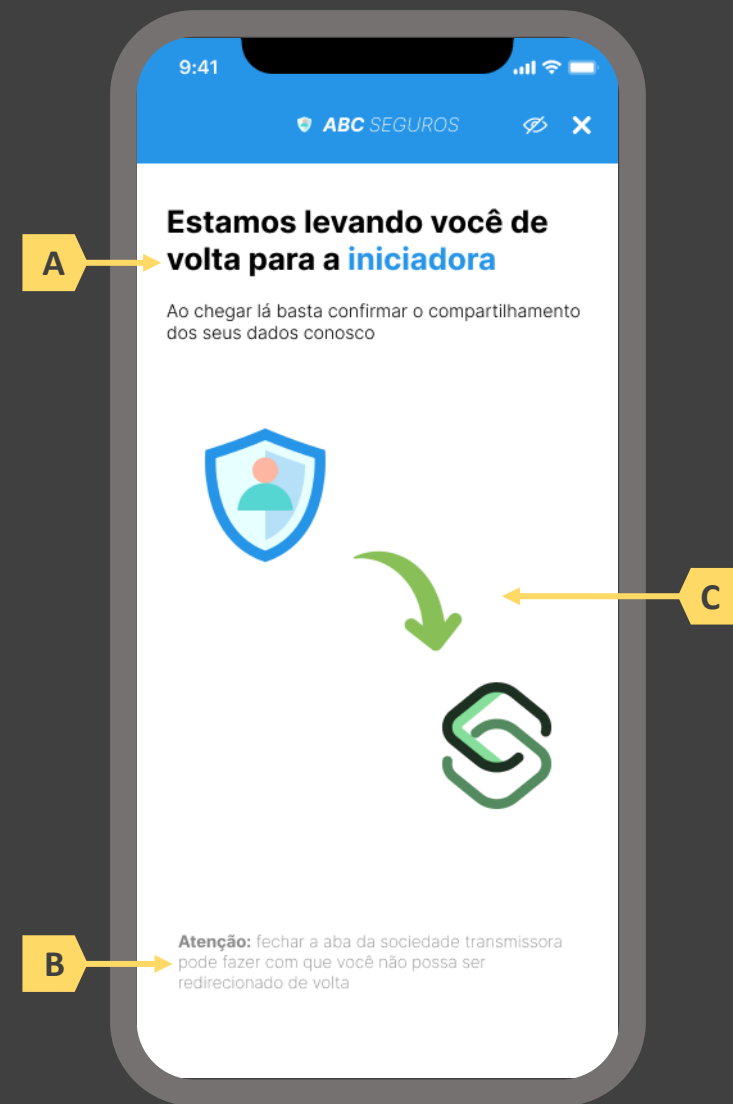 9:41
ABC SEGUROS
Estamos levando você de
volta para a iniciadora
A
Ao chegar lá basta confirmar o compartilhamento
dos seus dados conosco
C
Atenção: fechar a aba da sociedade transmissora
pode fazer com que você não possa ser
redirecionado de volta
B